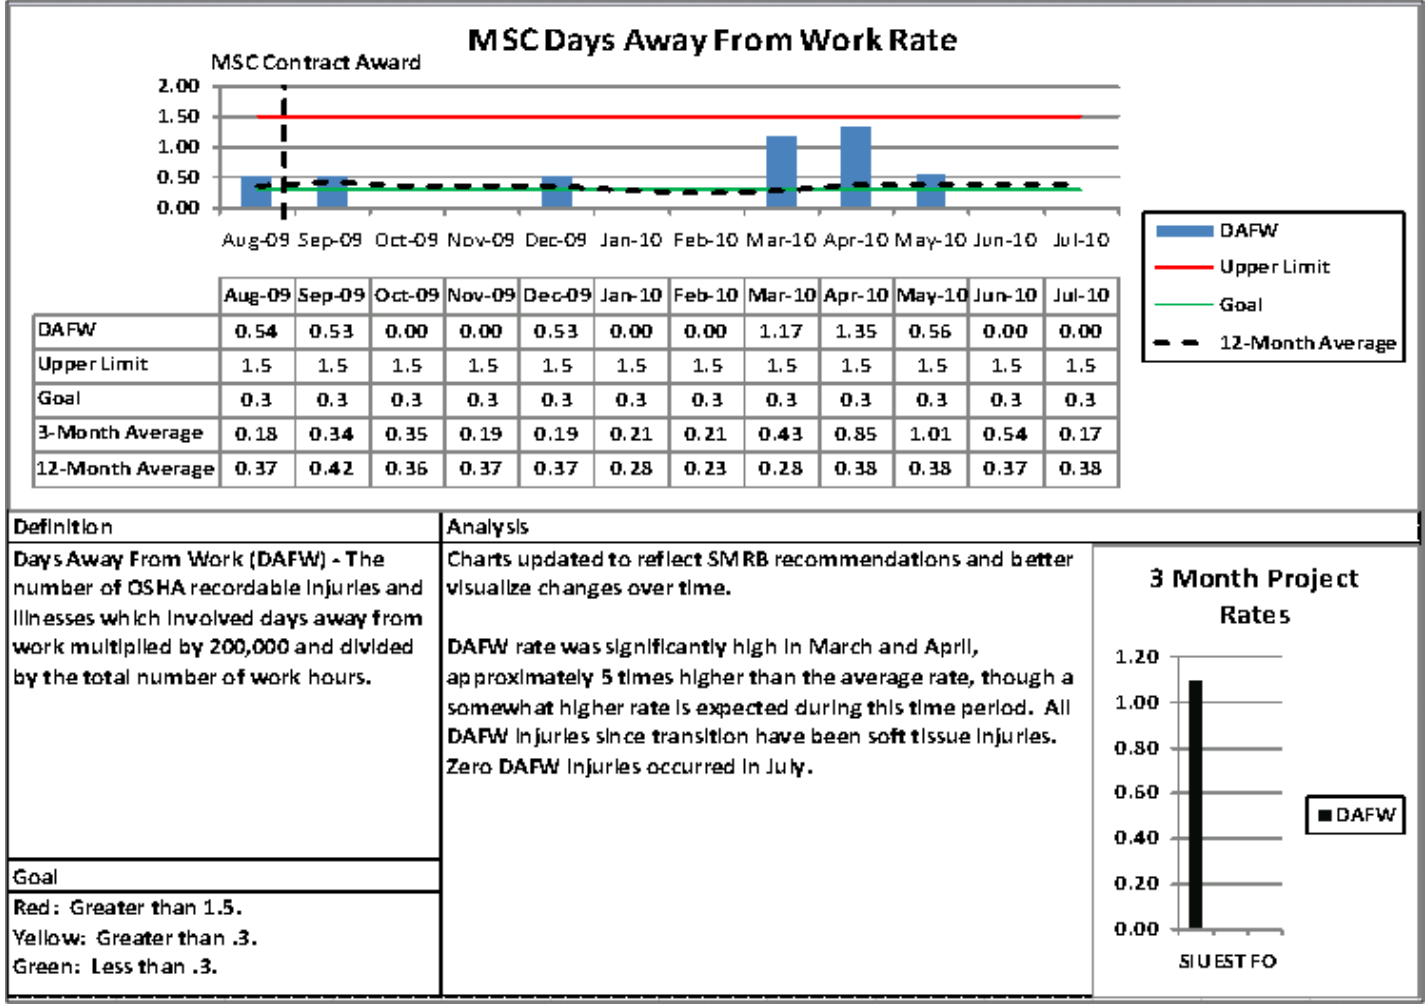 MSC Days Away From Work Rate
MSC Contract Award
2.00
1.50
1.00
0.50
0.00
Aug-09 Sep-09 Oct-09 Nov-09 Dec-09 Jan-10 Feb-10 Mar-10 Apr-10 May-10 Jun-10 Jul-10
DAFW
Upper Limit
Goal
12-Month Average
Aug-09 Sep-09 Oct-09 Nov-09 Dec-09 Jan-10 Feb-10 Mar-10 Apr-10 May-10 Jun-10 Jul-10
DAFW 0.54 0.53 0.00 0.00 0.53 0.00 0.00 1.17 1.35 0.56 0.00 0.00
Upper Limit 1.5 1.5 1.5 1.5 1.5 1.5 1.5 1.5 1.5 1.5 1.5 1.5
Goal 0.3 0.3 0.3 0.3 0.3 0.3 0.3 0.3 0.3 0.3 0.3 0.3
3-Month Average 0.18 0.34 0.35 0.19 0.19 0.21 0.21 0.43 0.85 1.01 0.54 0.17
12-Month Average 0.37 0.42 0.36 0.37 0.37 0.28 0.23 0.28 0.38 0.38 0.37 0.38
Definition
Days Away From Work (DAFW) - The
number of OSHA recordable injuries and
illnesses which involved days away from
work multiplied by 200,000 and divided
by the total number of work hours.
Goal
Red: Greater than 1.5.
Yellow: Greater than .3.
Green: Less than .3.
Analysis
Charts updated to reflect SMRB recommendations and better
visualize changes over time.
DAFW rate was significantly high in March and April,
approximately 5 times higher than the average rate, though a
somewhat higher rate is expected during this time period. All
DAFW injuries since transition have been soft tissue injuries.
Zero DAFW injuries occurred in July.
3 Month Project
Rates
1.20
1.00
0.80
0.60
0.40
0.20
0.00
SIU EST FO
DAFW